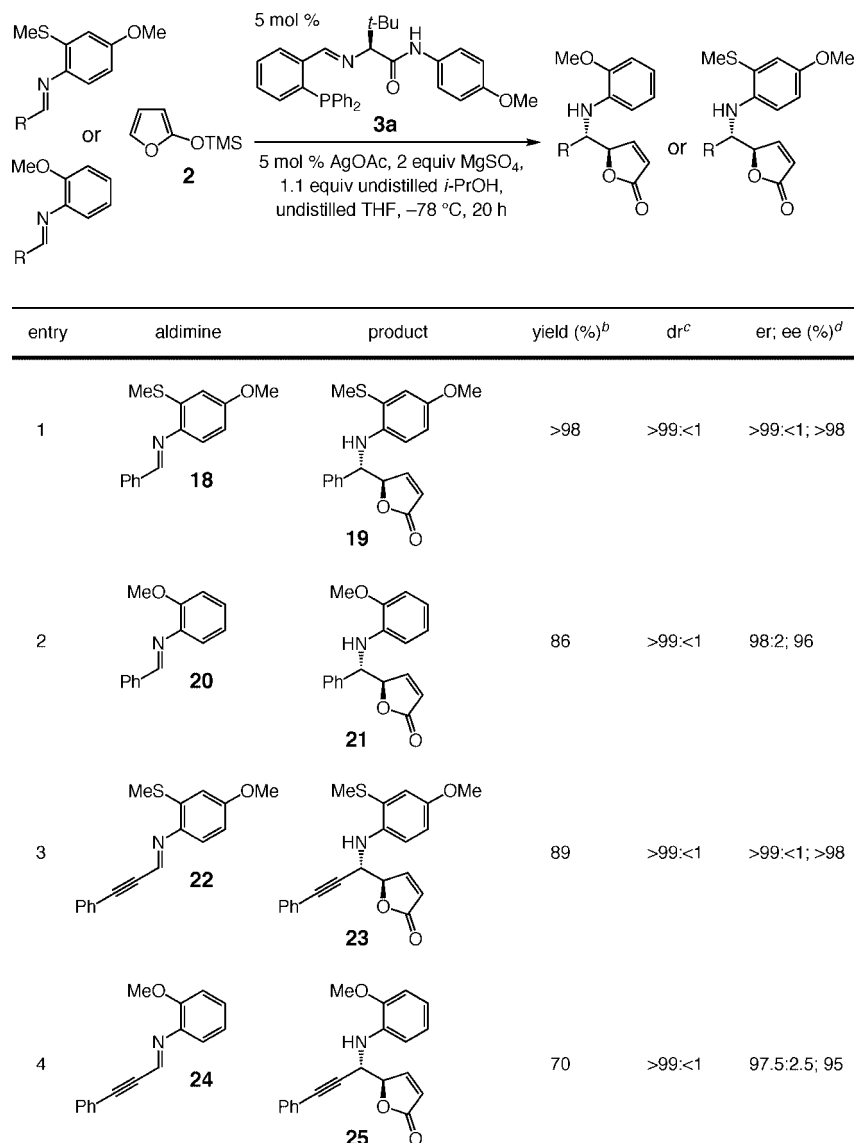 MeS OMe
N
R
or
MeO
N
R
O OTMS
2
5 mol %
t-Bu
H
N N
O
PPh2 OMe
3a
5 mol % AgOAc, 2 equiv MgSO4,
1.1 equiv undistilled i-PrOH,
undistilled THF, –78 °C, 20 h
MeO
HN
R
O
O
or
MeS OMe
HN
R
O
O
entry aldimine product yield (%)b drc er; ee (%)d
MeS OMe MeS OMe
1 N HN >98 >99:<1 >99:<1; >98
Ph 18 Ph
O
19 O
MeO MeO
2 N HN 86 >99:<1 98:2; 96
Ph 20 Ph
O
21 O
MeS OMe MeS OMe
3 N HN 89 >99:<1 >99:<1; >98
22
Ph Ph O
23 O
MeO MeO
4 N HN 70 >99:<1 97.5:2.5; 95
24
Ph Ph O
25 O